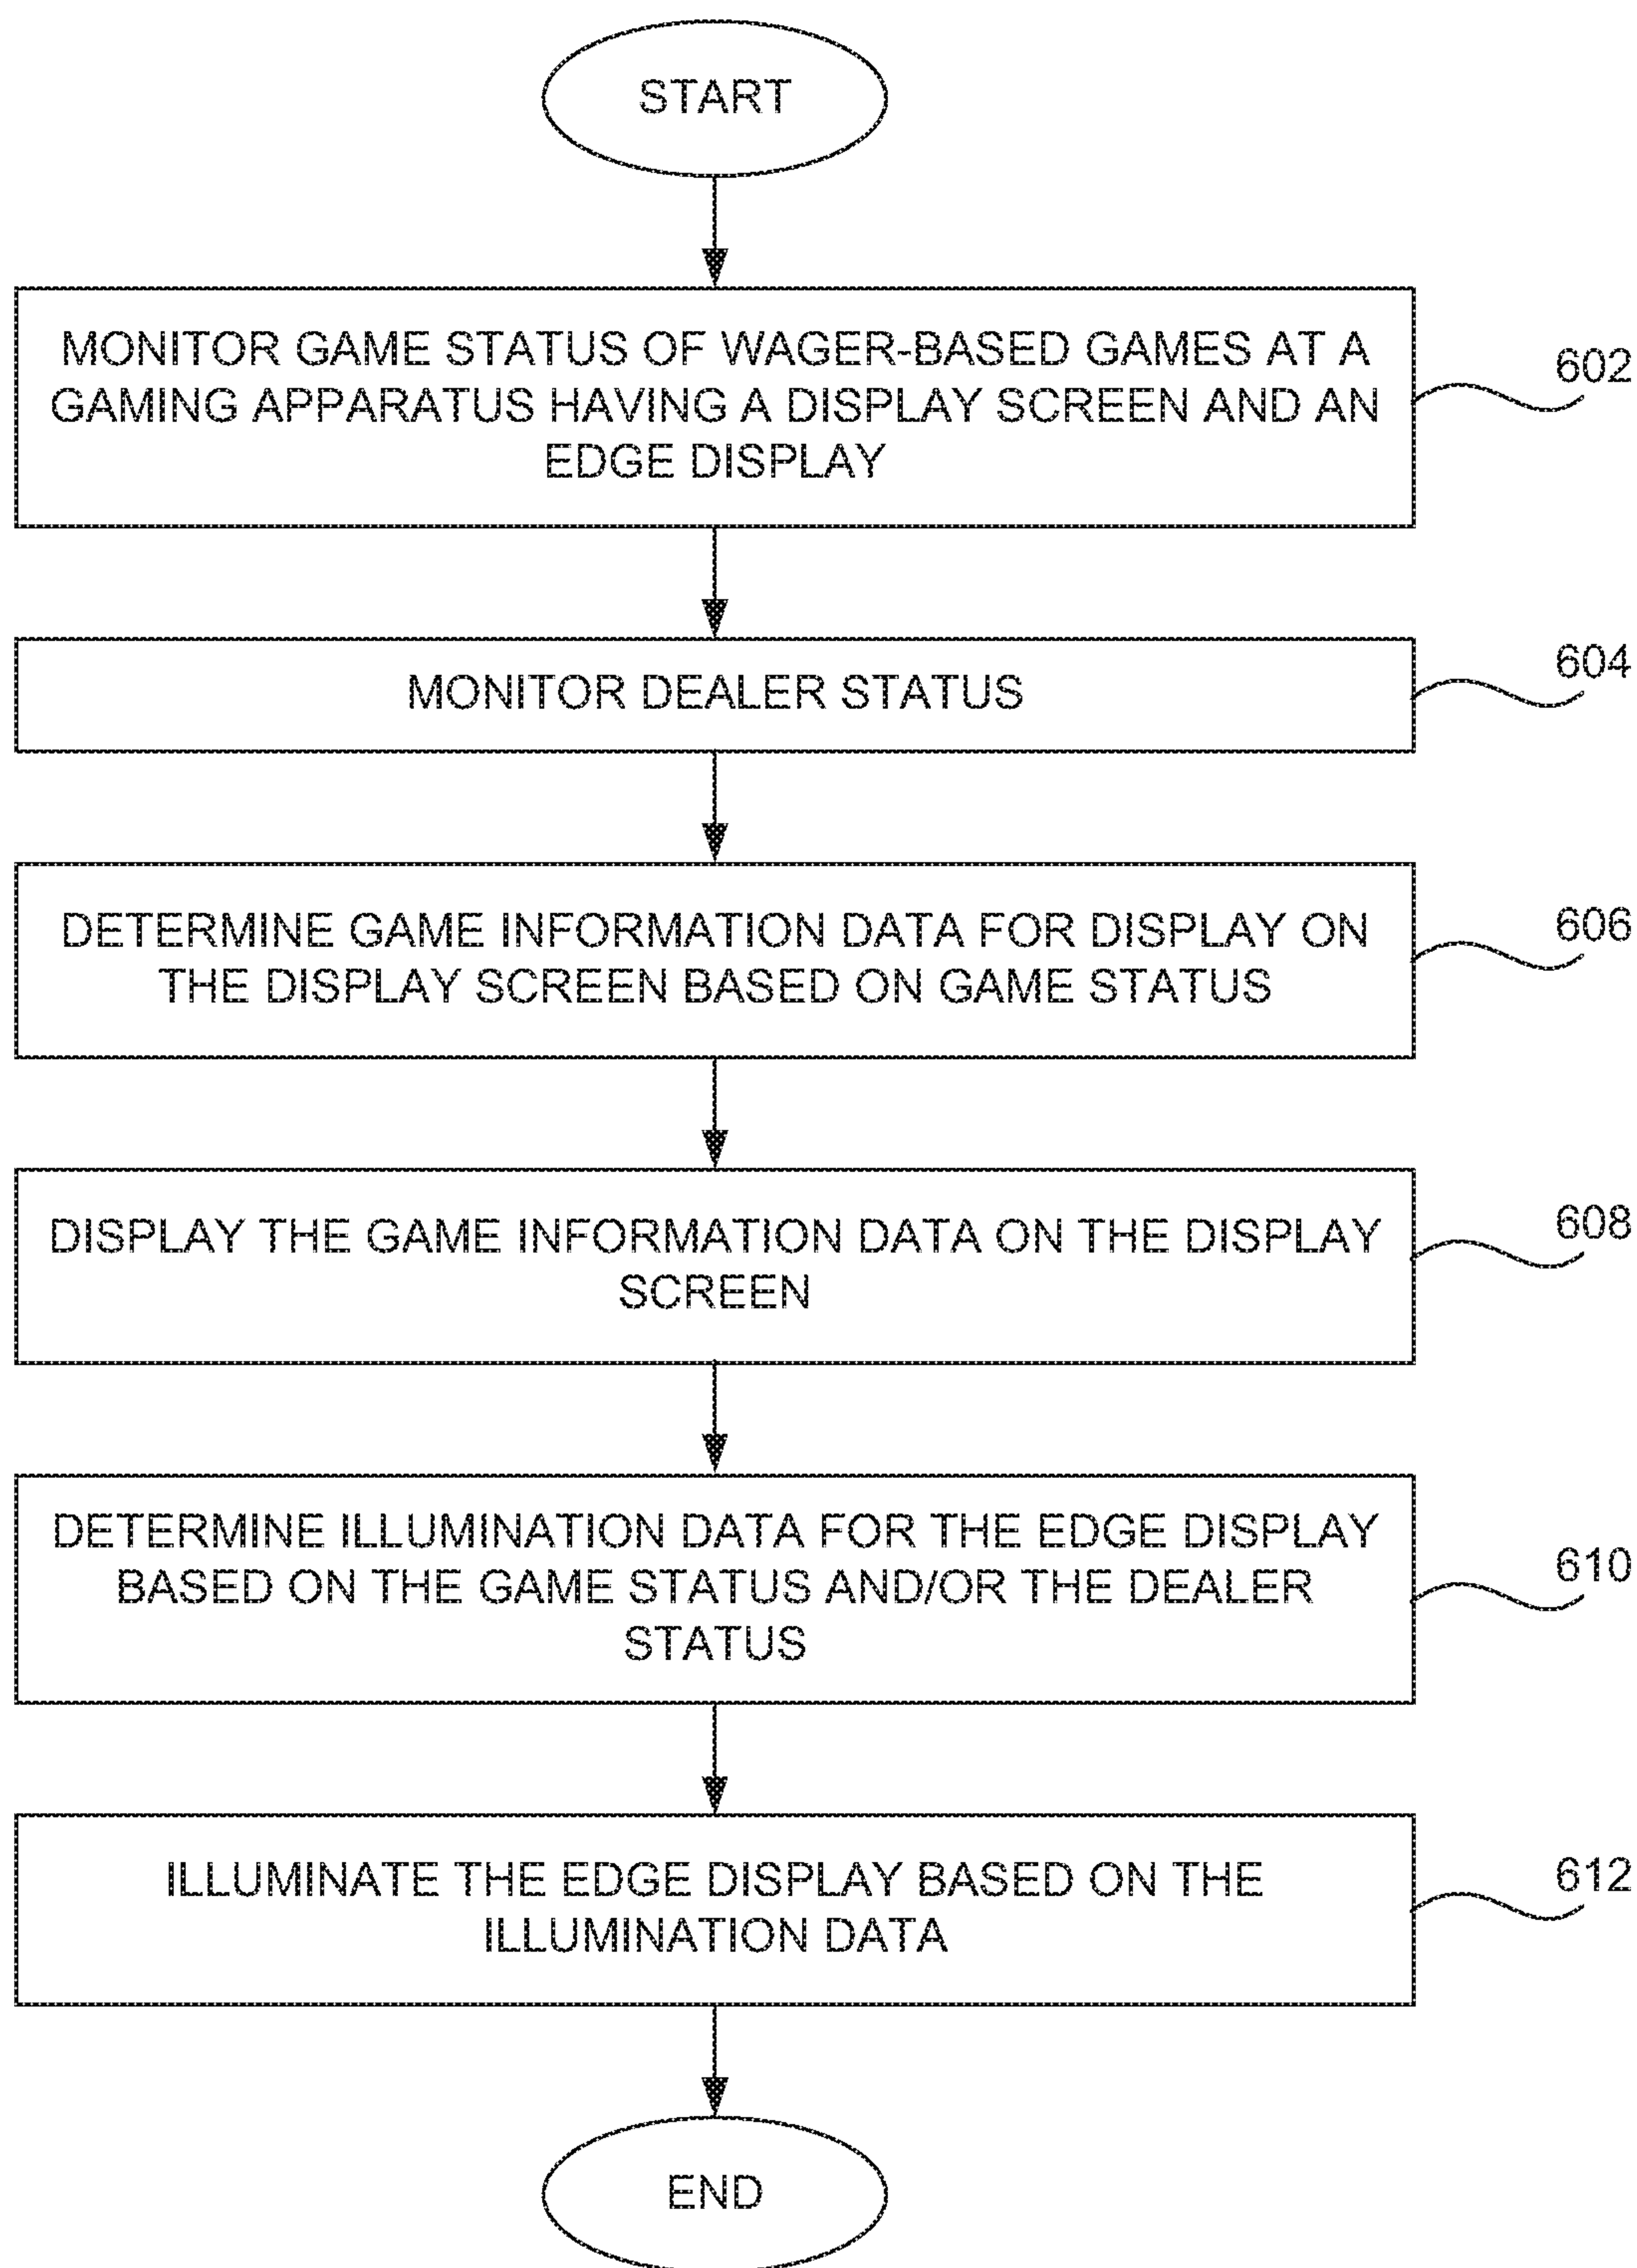 START
MONITOR GAME STATUS OF WAGER-BASED GAMES AT A
GAMING APPARATUS HAVING A DISPLAY SCREEN AND AN
EDGE DISPLAY
602
MONITOR DEALER STATUS
604
DETERMINE GAME INFORMATION DATA FOR DISPLAY ON
THE DISPLAY SCREEN BASED ON GAME STATUS
606
DISPLAY THE GAME INFORMATION DATA ON THE DISPLAY
SCREEN
608
DETERMINE ILLUMINATION DATA FOR THE EDGE DISPLAY
BASED ON THE GAME STATUS AND/OR THE DEALER
STATUS
610
ILLUMINATE THE EDGE DISPLAY BASED ON THE
ILLUMINATION DATA
612
END